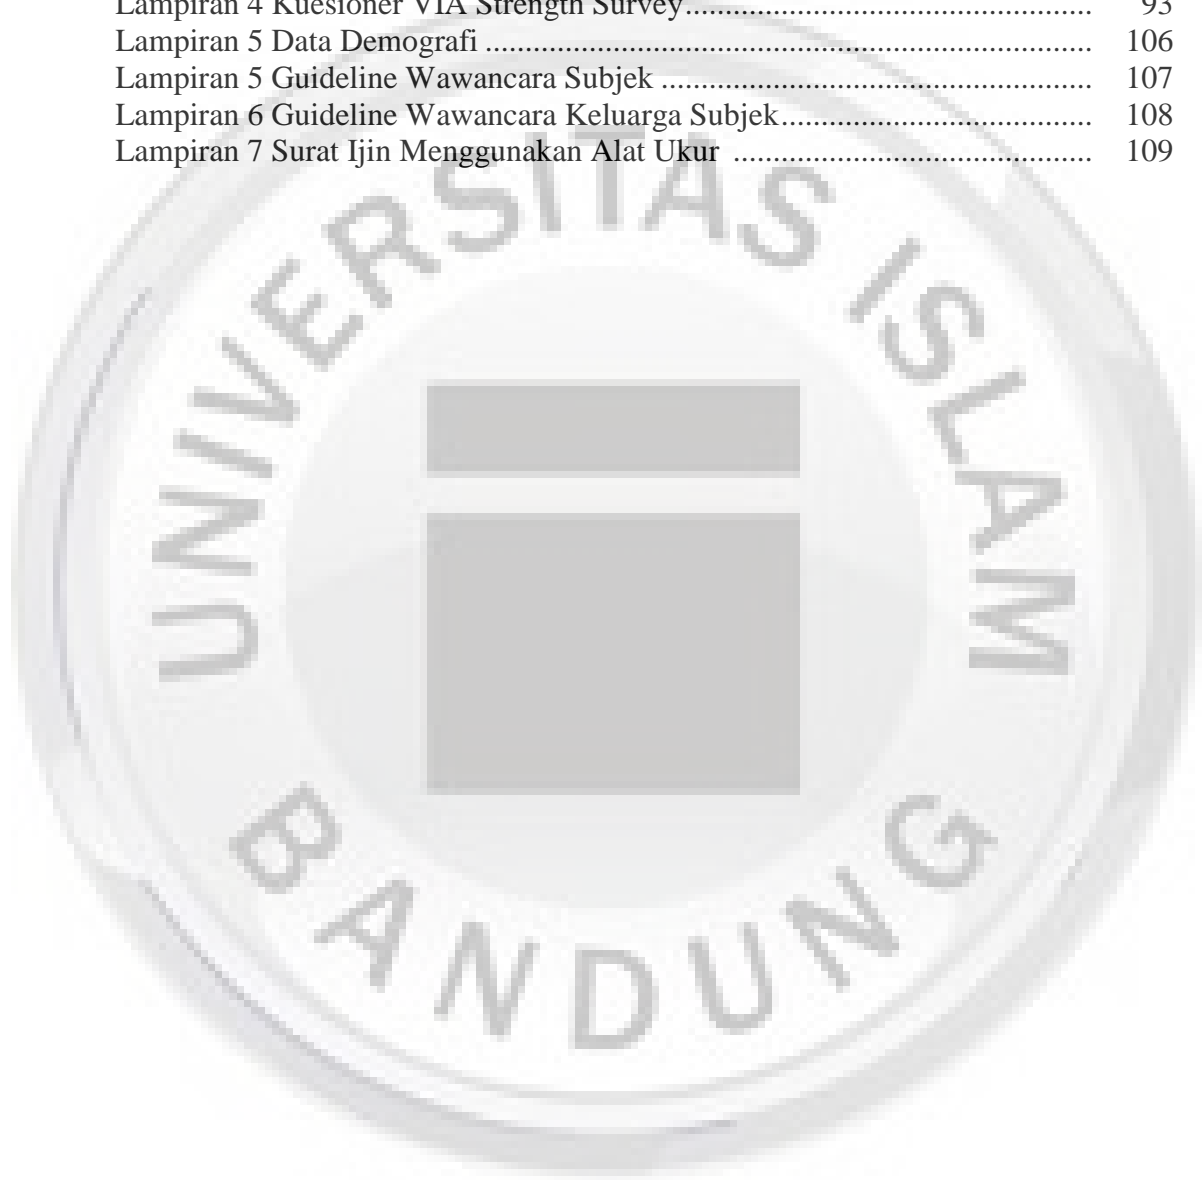 Lampiran 4 Kuesioner VIA Strength Survey.................................................. 93
Lampiran 5 Data Demografi ........................................................................... 106
Lampiran 5 Guideline Wawancara Subjek ..................................................... 107
Lampiran 6 Guideline Wawancara Keluarga Subjek...................................... 108
Lampiran 7 Surat Ijin Menggunakan Alat Ukur ............................................ 109
UNIVERSITAS ISLAM
BANDUNG